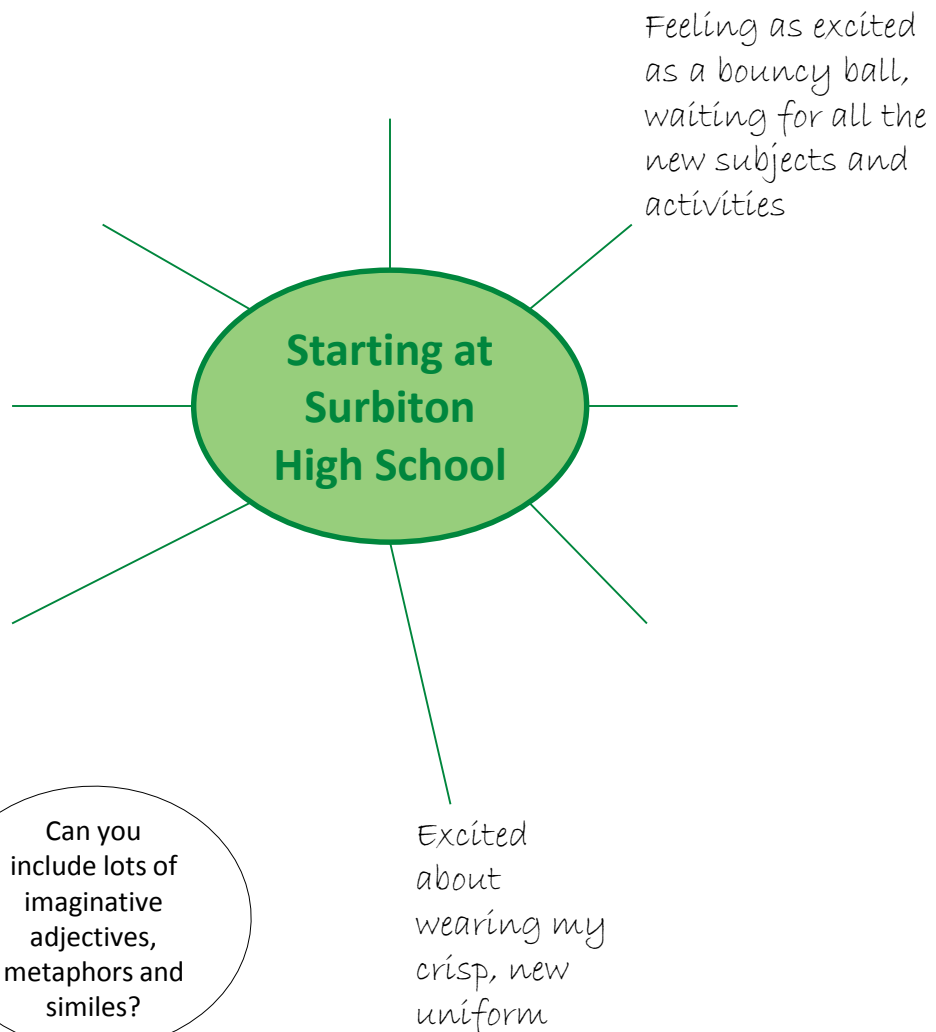 Feeling as excited
as a bouncy ball,
waiting for all the
new subjects and
activities
Starting at
Surbiton
High School
Can you
include lots of
imaginative
adjectives,
metaphors and
similes?
Excited
about
wearing my
crisp, new
uniform